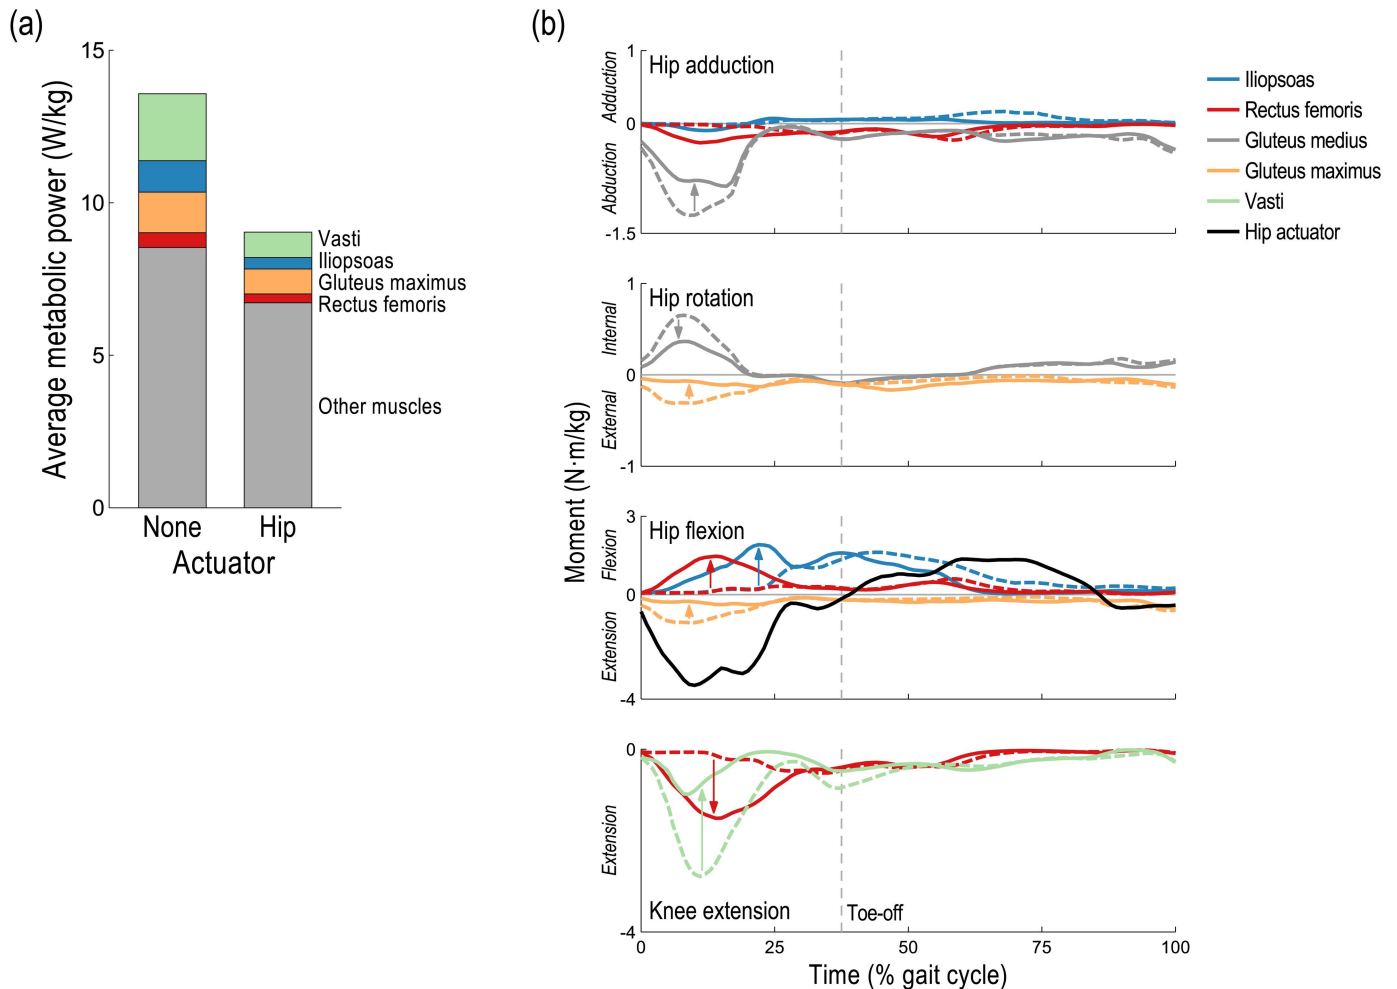 (a)
Average metabolic power (W/kg)
15
10
5
0
Vasti
Iliopsoas
Gluteus maximus
Rectus femoris
Other muscles
None
Hip
Actuator
(b)
Moment (N·m/kg)
Hip adduction
Adduction
Abduction
1
0
-1.5
Hip rotation
Internal
External
1
0
-1
Hip flexion
Flexion
Extension
3
0
-4
Knee extension
Extension
0
-4
Toe-off
0
25
50
75
100
Time (% gait cycle)
Iliopsoas
Rectus femoris
Gluteus medius
Gluteus maximus
Vasti
Hip actuator